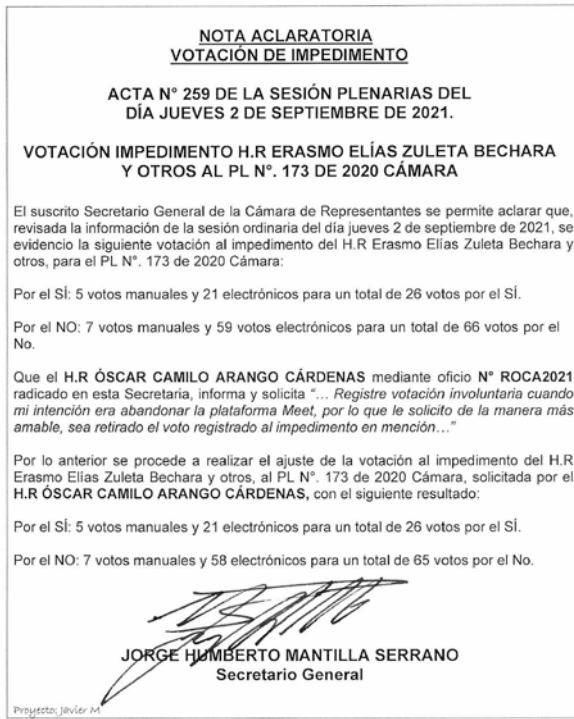 NOTA ACLARATORIA
VOTACIÓN DE IMPEDIMENTO
ACTA N° 259 DE LA SESIÓN PLENARIAS DEL
DÍA JUEVES 2 DE SEPTIEMBRE DE 2021.
VOTACIÓN IMPEDIMENTO H.R ERASMO ELÍAS ZULETA BECHARA
Y OTROS AL PL N°. 173 DE 2020 CÁMARA
El suscrito Secretario General de la Cámara de Representantes se permite aclarar que,
revisada la información de la sesión ordinaria del día jueves 2 de septiembre de 2021, se
evidencio la siguiente votación al impedimento del H.R Erasmo Elías Zuleta Bechara y
otros, para el PL N°. 173 de 2020 Cámara:
Por el SÍ: 5 votos manuales y 21 electrónicos para un total de 26 votos por el SÍ.
Por el NO: 7 votos manuales y 59 votos electrónicos para un total de 66 votos por el
No.
Que el H.R ÓSCAR CAMILO ARANGO CÁRDENAS mediante oficio N° ROCA2021
radicado en esta Secretaria, informa y solicita “… Registre votación involuntaria cuando
mi intención era abandonar la plataforma Meet, por lo que le solicito de la manera más
amable, sea retirado el voto registrado al impedimento en mención…”
Por lo anterior se procede a realizar el ajuste de la votación al impedimento del H.R
Erasmo Elías Zuleta Bechara y otros, al PL N°. 173 de 2020 Cámara, solicitada por el
H.R ÓSCAR CAMILO ARANGO CÁRDENAS, con el siguiente resultado:
Por el SÍ: 5 votos manuales y 21 electrónicos para un total de 26 votos por el SÍ.
Por el NO: 7 votos manuales y 58 electrónicos para un total de 65 votos por el No.
JORGE HUMBERTO MANTILLA SERRANO
Secretario General
Proyecto: Javier M